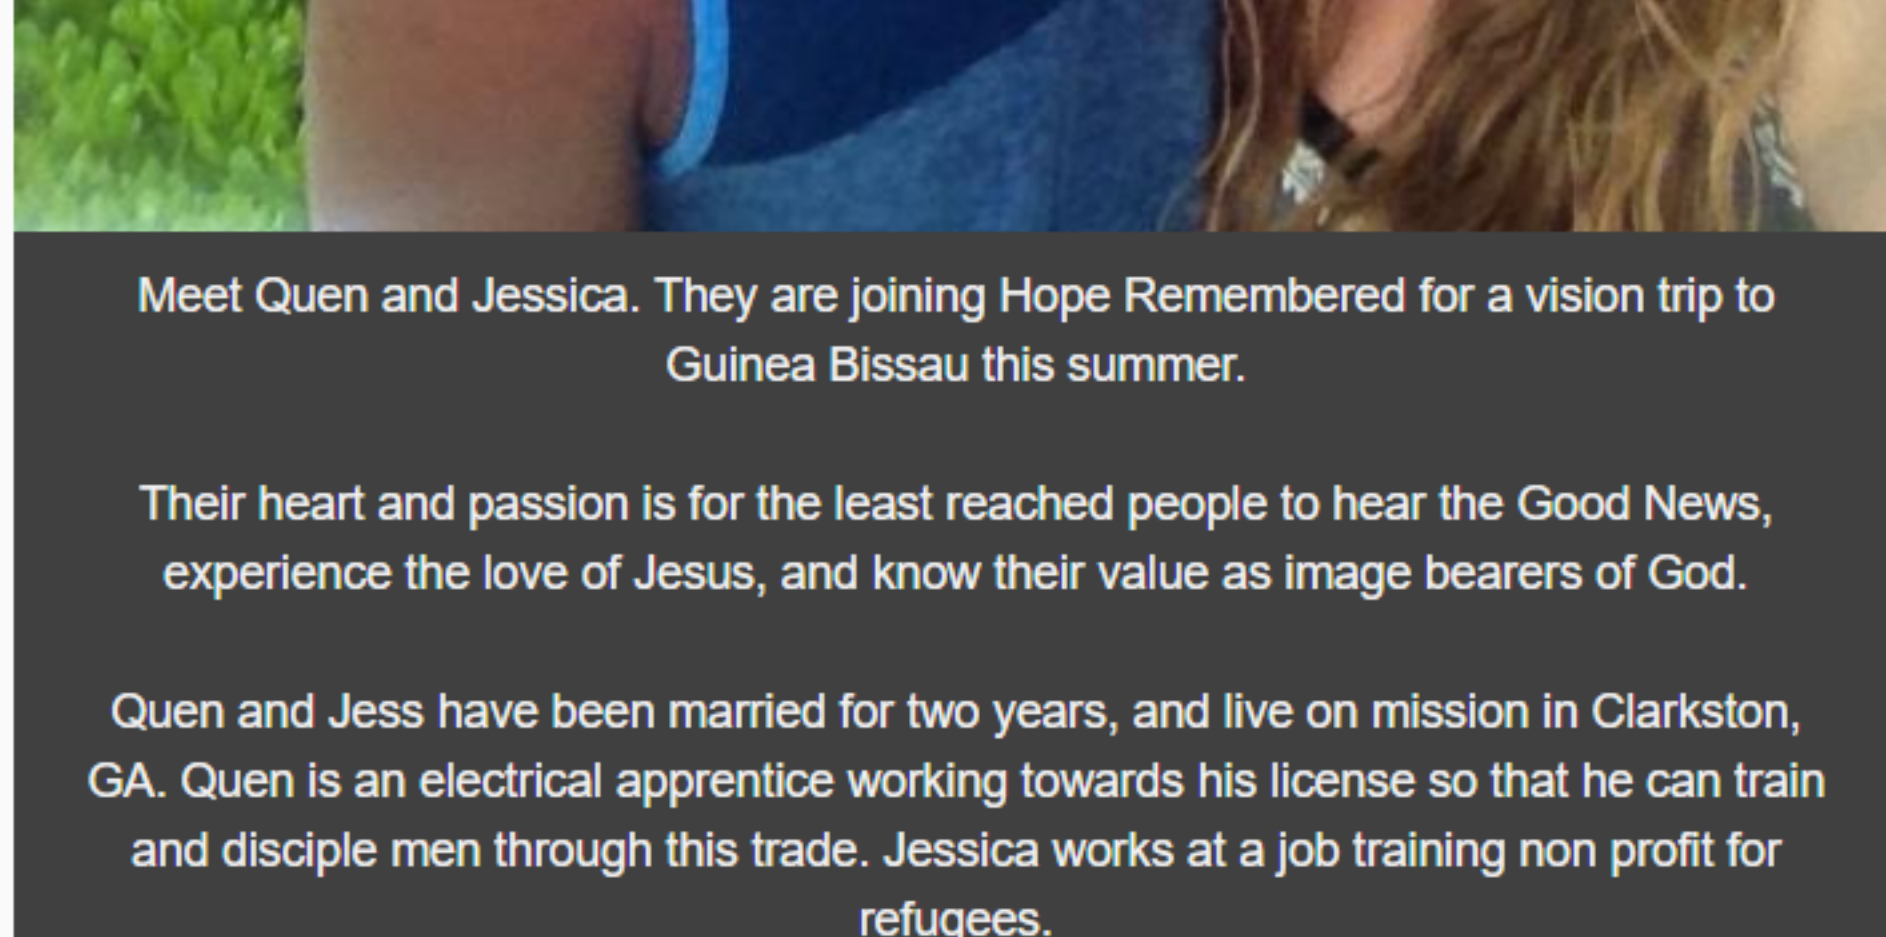 Meet Quen and Jessica. They are joining Hope Remembered for a vision trip to
Guinea Bissau this summer.
Their heart and passion is for the least reached people to hear the Good News,
experience the love of Jesus, and know their value as image bearers of God.
Quen and Jess have been married for two years, and live on mission in Clarkston,
GA. Quen is an electrical apprentice working towards his license so that he can train
and disciple men through this trade. Jessica works at a job training non profit for
refugees.